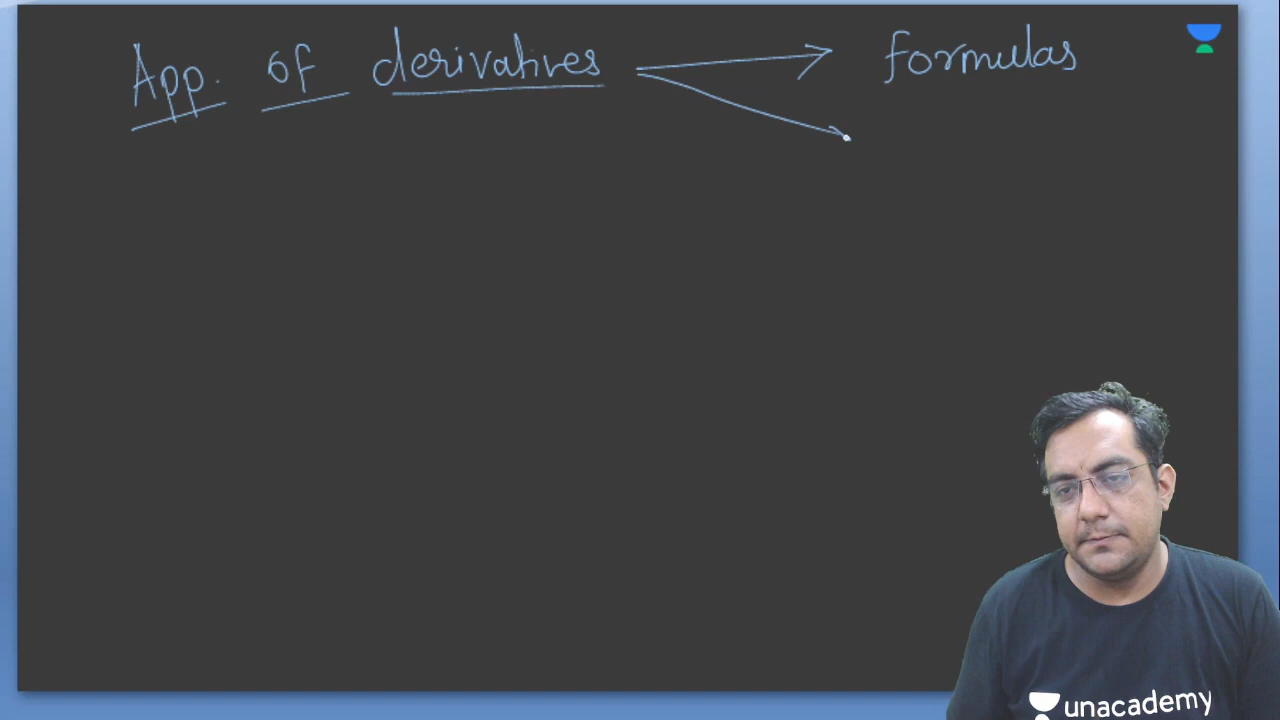 App. of derivatives → formulas
unacademy